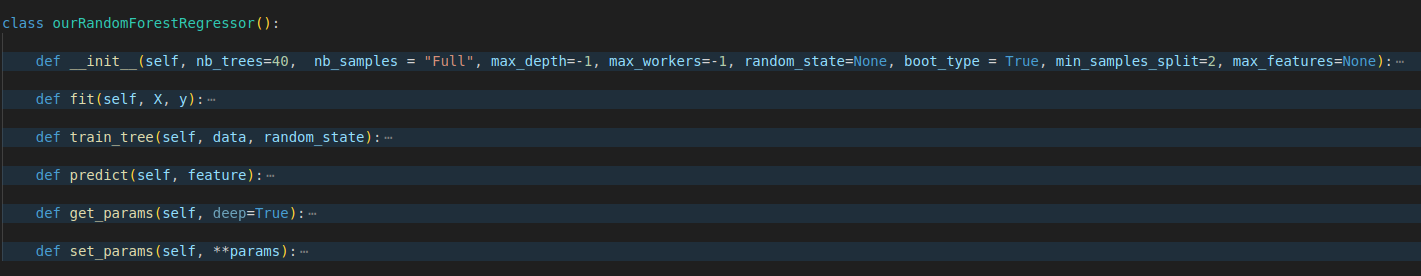 class ourRandomForestRegressor():
def __init__(self, nb_trees=40,  nb_samples = "Full", max_depth=-1, max_workers=-1, random_state=None, boot_type = True, min_samples_split=2, max_features=None):⋯
def fit(self, X, y):⋯
def train_tree(self, data, random_state):⋯
def predict(self, feature):⋯
def get_params(self, deep=True):⋯
def set_params(self, **params):⋯